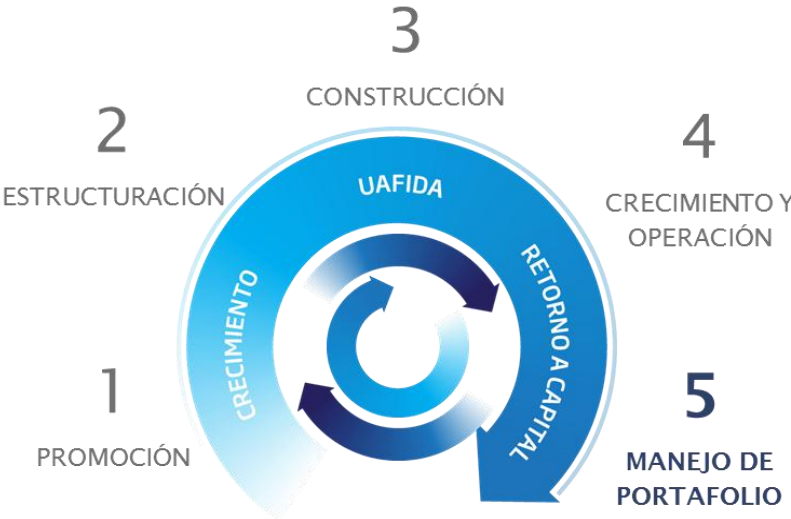 3
CONSTRUCCIÓN
2
ESTRUCTURACIÓN
4
CRECIMIENTO Y
OPERACIÓN
UAFIDA
CRECIMIENTO
RETORNO A CAPITAL
1
PROMOCIÓN
5
MANEJO DE
PORTAFOLIO